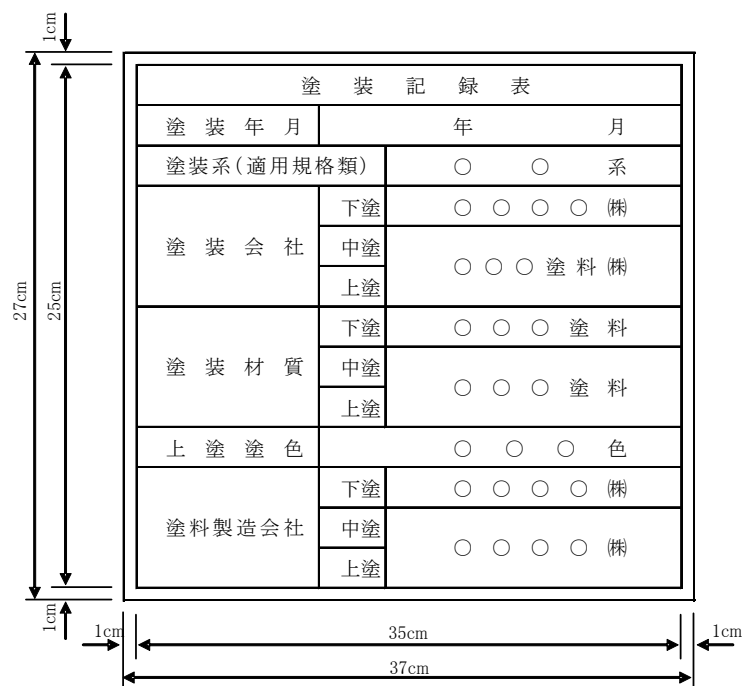 1cm
塗装記録表
塗装年月 年 月
塗装系(適用規格類) ○ ○ 系
塗装会社 下塗 ○○○○㈱
中塗 ○○○塗料㈱
上塗
塗装材質 下塗 ○○○塗料
中塗 ○○○塗料
上塗
上塗塗色 ○○○色
塗料製造会社 下塗 ○○○○㈱
中塗 ○○○○㈱
上塗
27cm
25cm
1cm
1cm
35cm
1cm
37cm